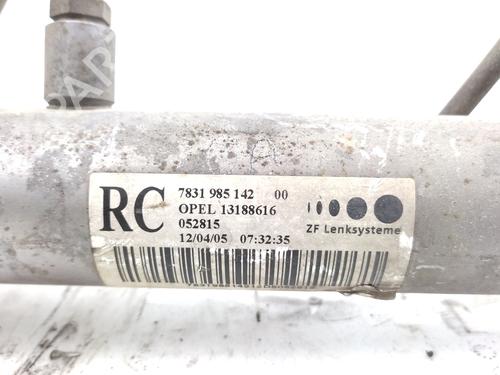 RC
7831 985 142 00
OPEL 13188616
052815
12/04/05 07:32:35
ZF Lenksysteme